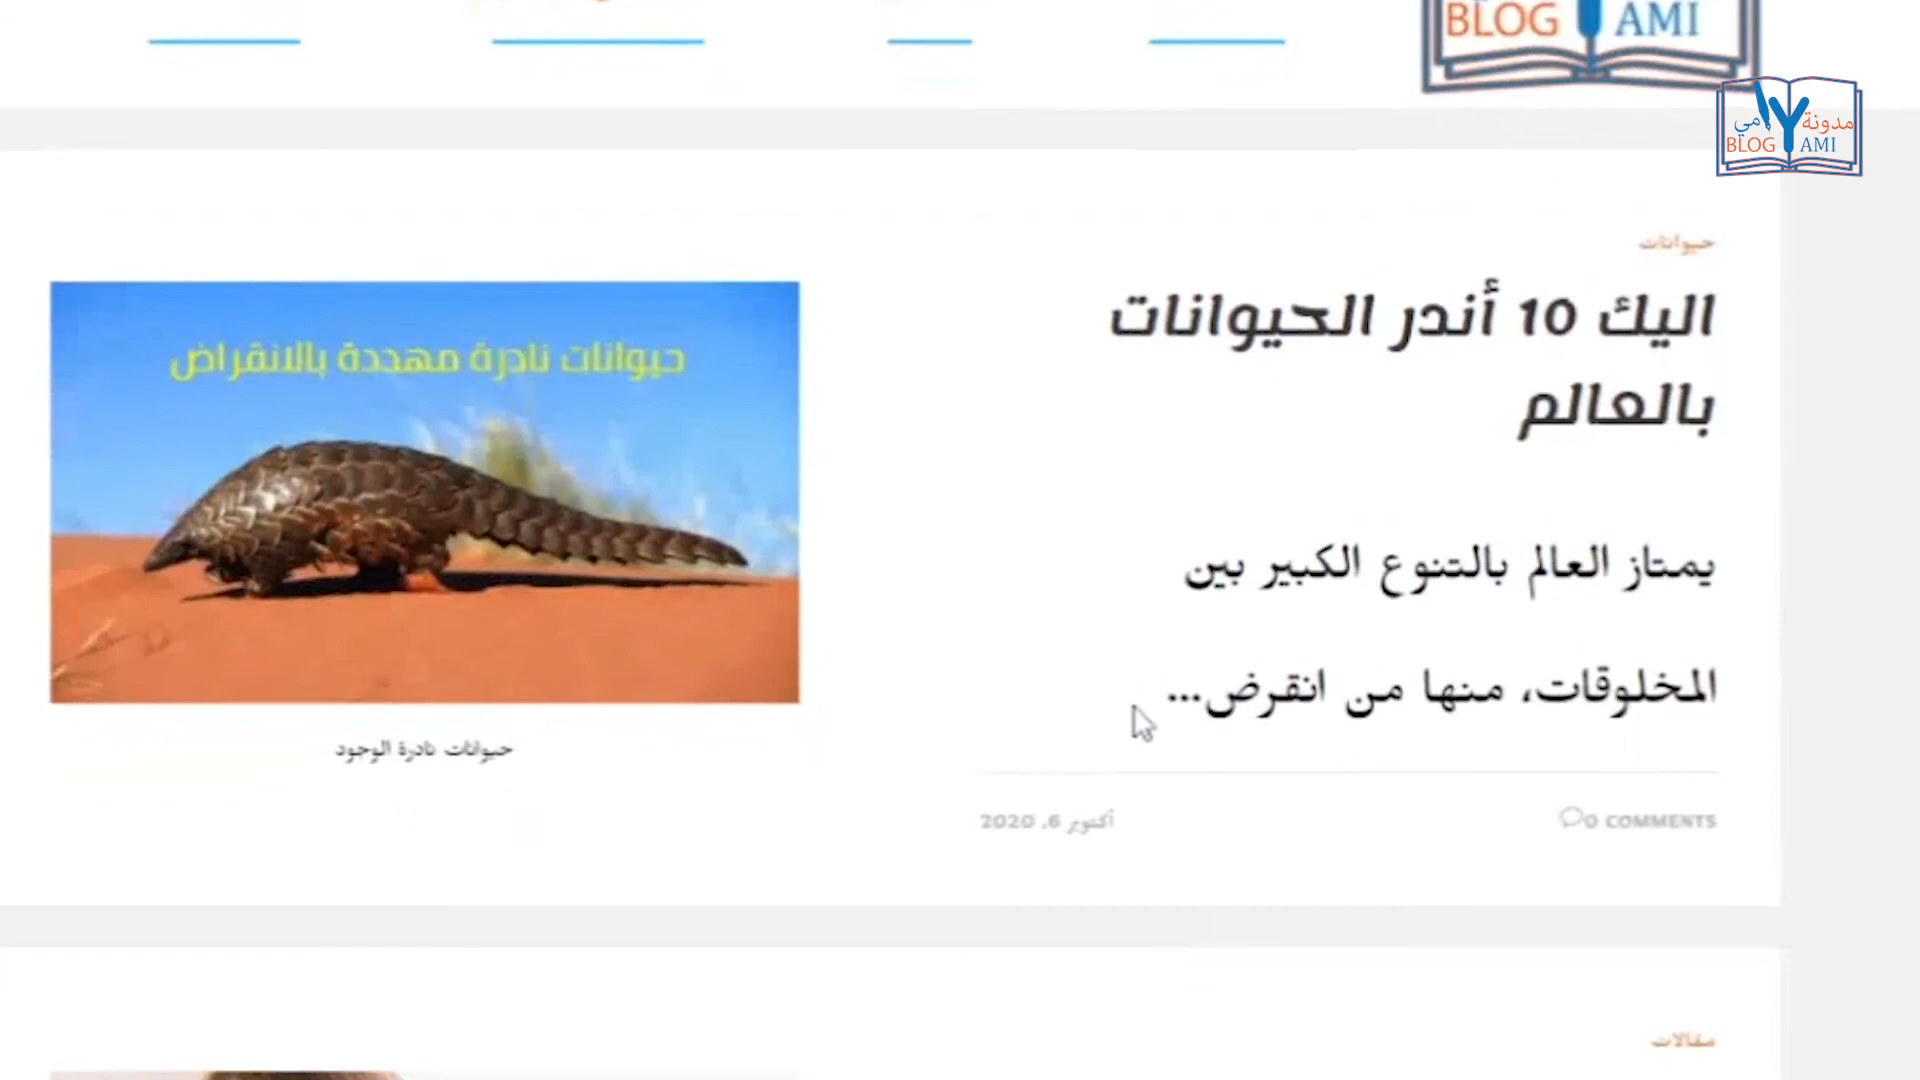 BLOG AMI
مدونة يامي
BLOG AMI
حيوانات
اليك 10 أندر الحيوانات
بالعالم
يمتاز العالم بالتنوع الكبير بين
المخلوقات، منها من انقرض...
0 COMMENTS
أكتوبر 6, 2020
حيوانات نادرة مهددة بالانقراض
حيوانات نادرة الوجود
مقالات